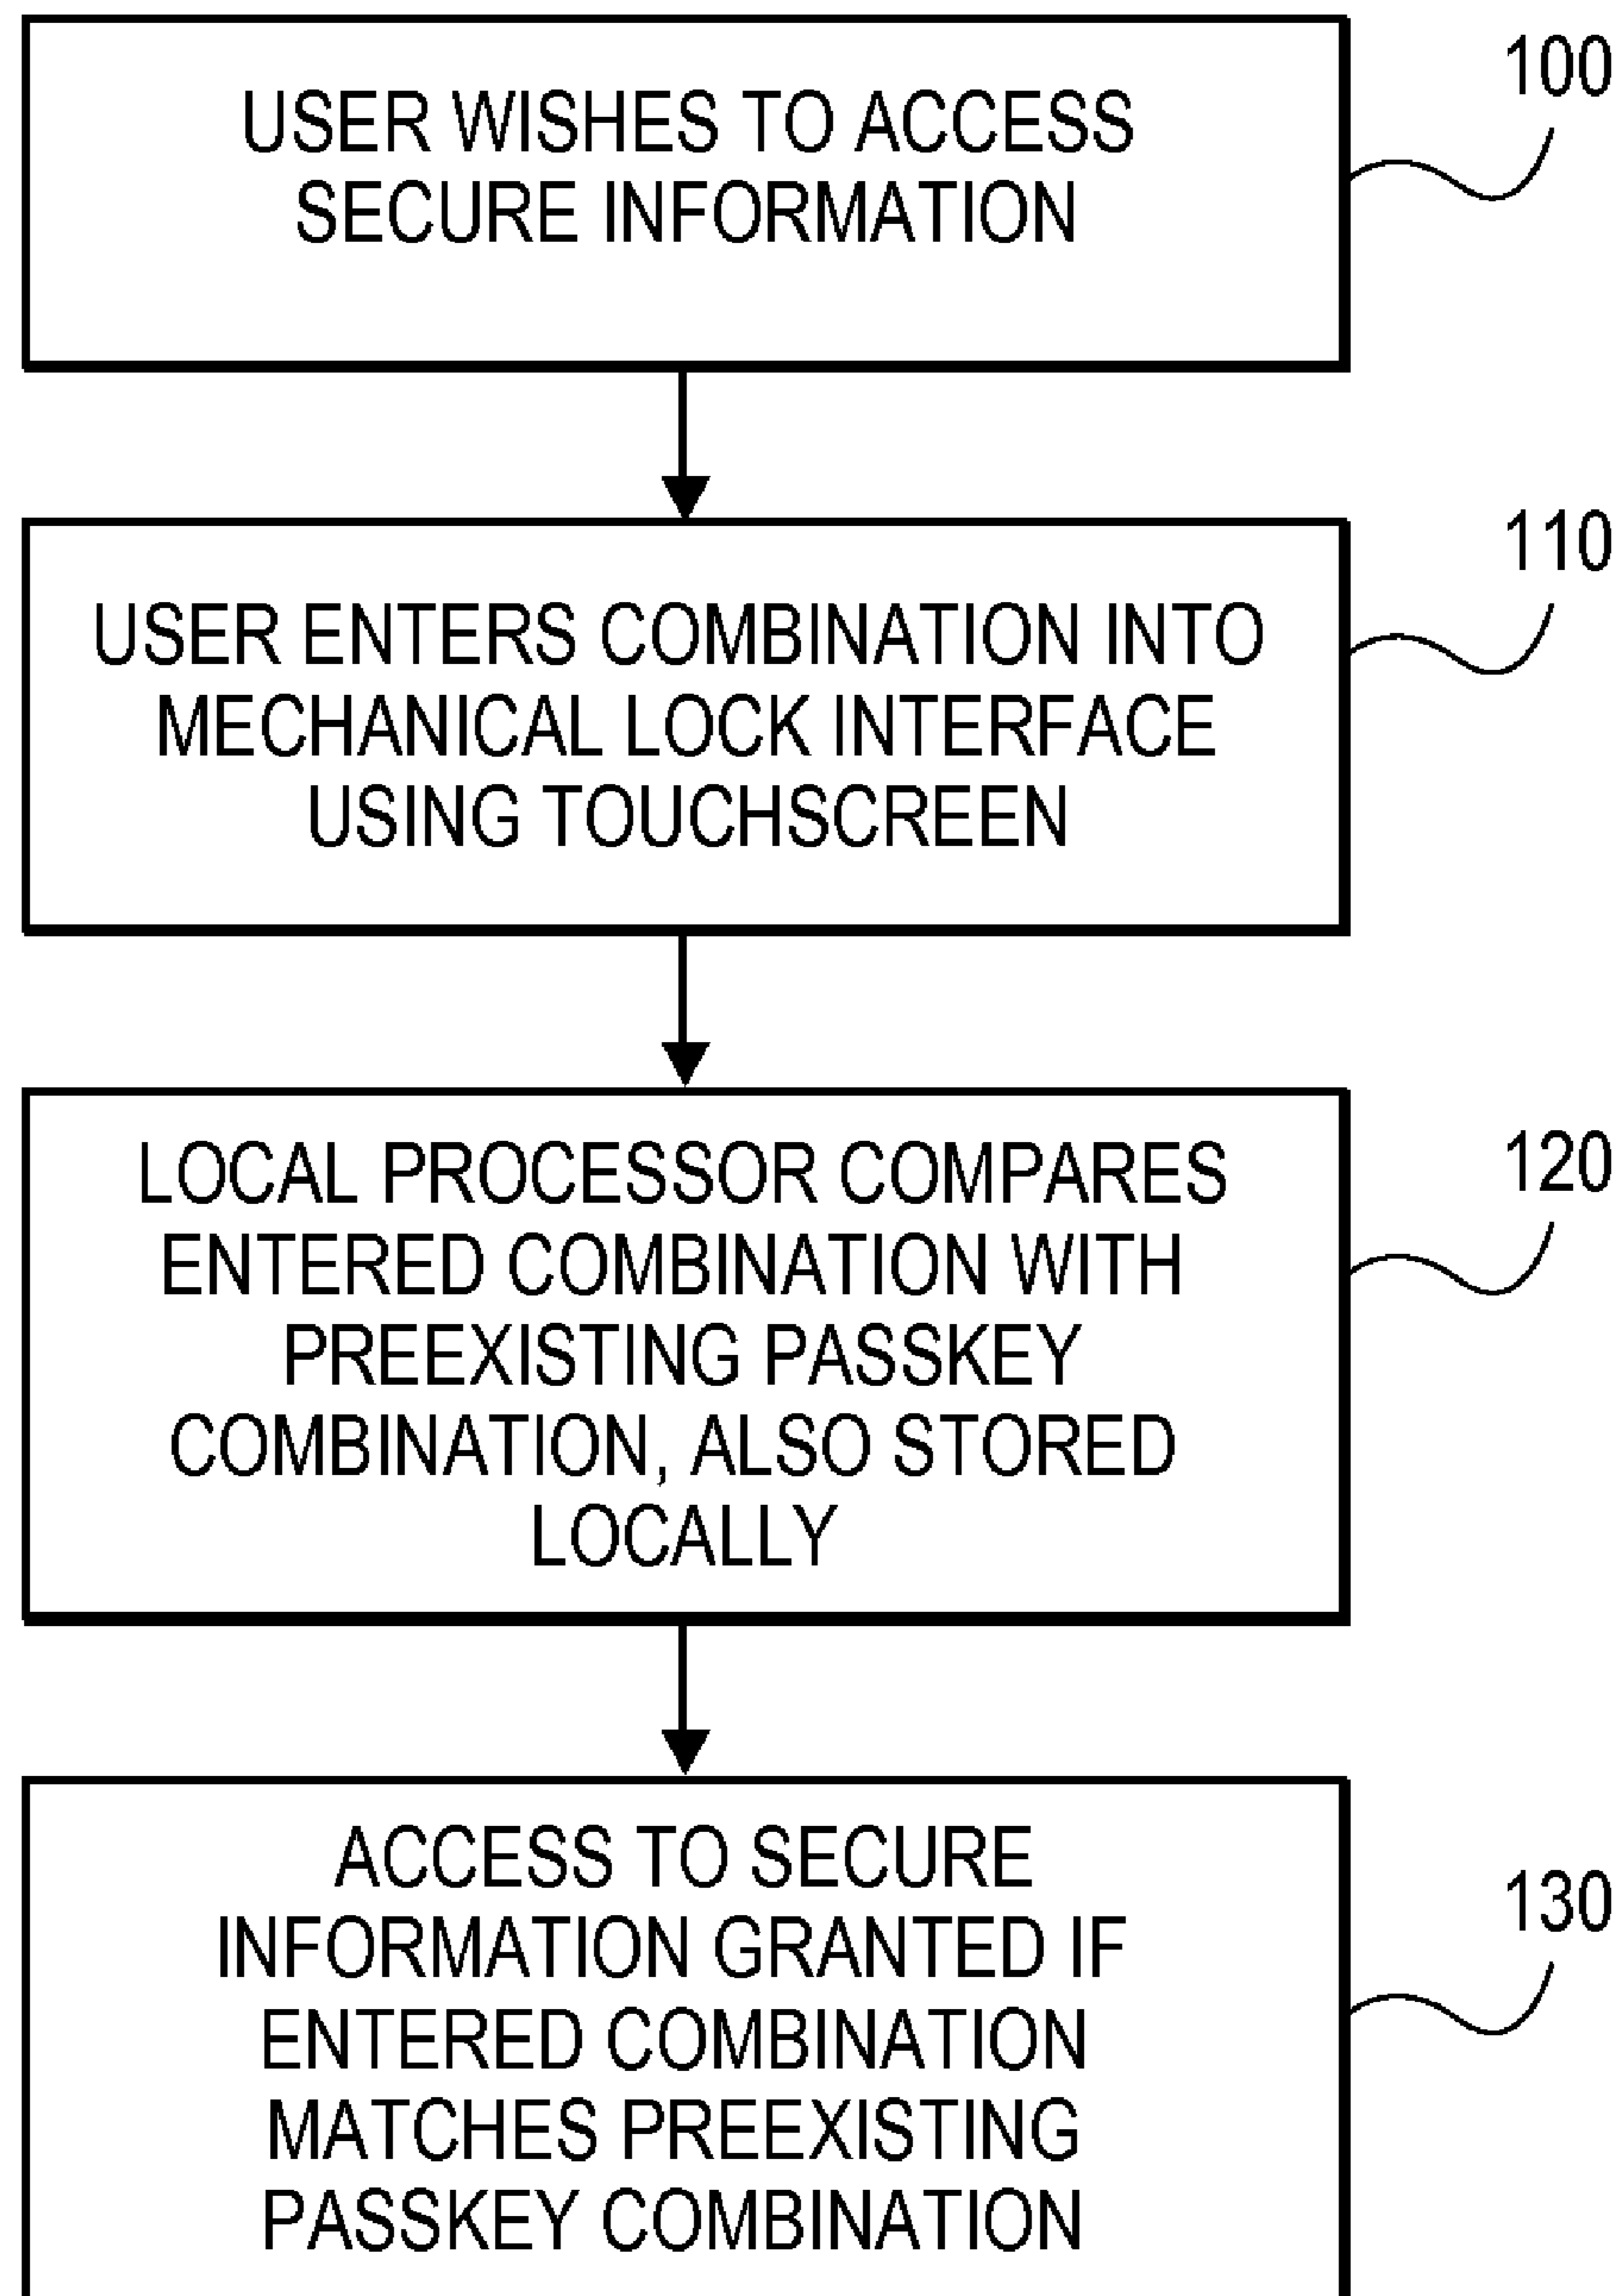 100
USER WISHES TO ACCESS
SECURE INFORMATION
110
USER ENTERS COMBINATION INTO
MECHANICAL LOCK INTERFACE
USING TOUCHSCREEN
120
LOCAL PROCESSOR COMPARES
ENTERED COMBINATION WITH
PREEXISTING PASSKEY
COMBINATION, ALSO STORED
LOCALLY
130
ACCESS TO SECURE
INFORMATION GRANTED IF
ENTERED COMBINATION
MATCHES PREEXISTING
PASSKEY COMBINATION